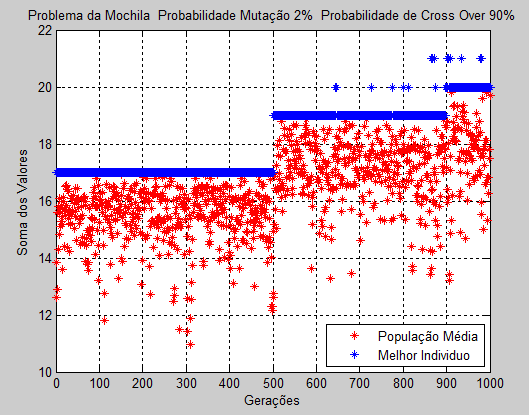 Problema da Mochila  Probabilidade Mutação 2%  Probabilidade de Cross Over 90%
22
20
18
16
14
12
10
Soma dos Valores
0 100 200 300 400 500 600 700 800 900 1000
Gerações
População Média
Melhor Individuo